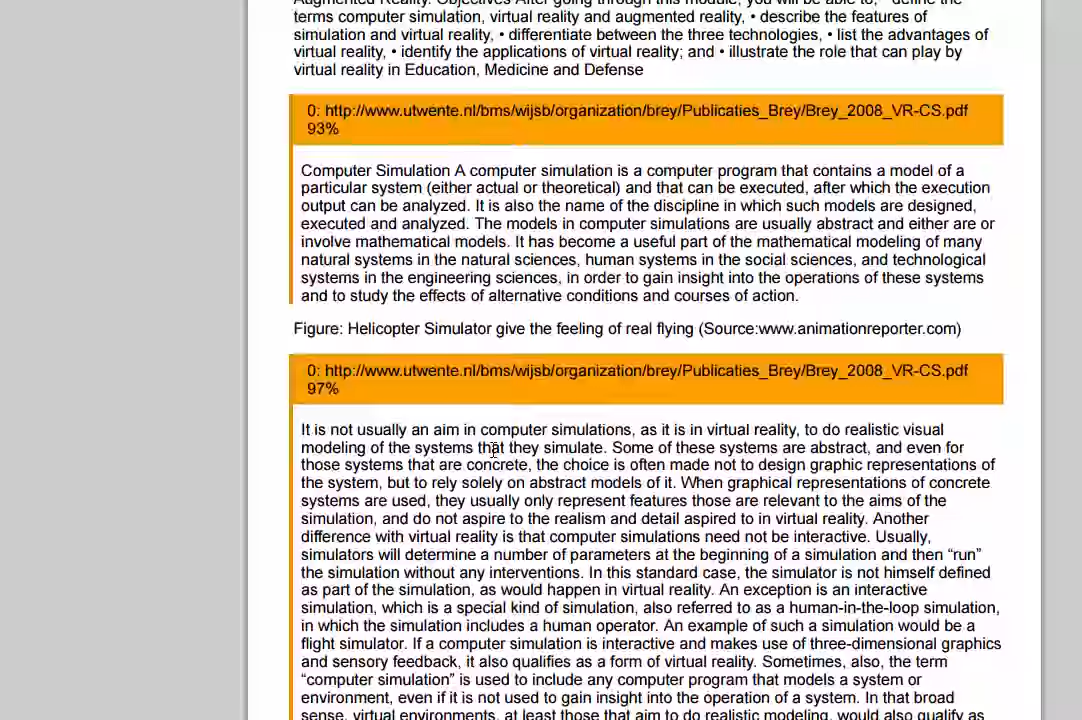 Augmented Reality. Objectives After going through this module, you will be able to; • define the
terms computer simulation, virtual reality and augmented reality, • describe the features of
simulation and virtual reality, • differentiate between the three technologies, • list the advantages of
virtual reality, • identify the applications of virtual reality; and • illustrate the role that can play by
virtual reality in Education, Medicine and Defense
0: http://www.utwente.nl/bms/wijsb/organization/brey/Publicaties_Brey/Brey_2008_VR-CS.pdf
93%
Computer Simulation A computer simulation is a computer program that contains a model of a
particular system (either actual or theoretical) and that can be executed, after which the execution
output can be analyzed. It is also the name of the discipline in which such models are designed,
executed and analyzed. The models in computer simulations are usually abstract and either are or
involve mathematical models. It has become a useful part of the mathematical modeling of many
natural systems in the natural sciences, human systems in the social sciences, and technological
systems in the engineering sciences, in order to gain insight into the operations of these systems
and to study the effects of alternative conditions and courses of action.
Figure: Helicopter Simulator give the feeling of real flying (Source:www.animationreporter.com)
0: http://www.utwente.nl/bms/wijsb/organization/brey/Publicaties_Brey/Brey_2008_VR-CS.pdf
97%
It is not usually an aim in computer simulations, as it is in virtual reality, to do realistic visual
modeling of the systems that they simulate. Some of these systems are abstract, and even for
those systems that are concrete, the choice is often made not to design graphic representations of
the system, but to rely solely on abstract models of it. When graphical representations of concrete
systems are used, they usually only represent features those are relevant to the aims of the
simulation, and do not aspire to the realism and detail aspired to in virtual reality. Another
difference with virtual reality is that computer simulations need not be interactive. Usually,
simulators will determine a number of parameters at the beginning of a simulation and then “run”
the simulation without any interventions. In this standard case, the simulator is not himself defined
as part of the simulation, as would happen in virtual reality. An exception is an interactive
simulation, which is a special kind of simulation, also referred to as a human-in-the-loop simulation,
in which the simulation includes a human operator. An example of such a simulation would be a
flight simulator. If a computer simulation is interactive and makes use of three-dimensional graphics
and sensory feedback, it also qualifies as a form of virtual reality. Sometimes, also, the term
“computer simulation” is used to include any computer program that models a system or
environment, even if it is not used to gain insight into the operation of a system. In that broad
sense, virtual environments, at least those that aim to do realistic modeling, would also qualify as